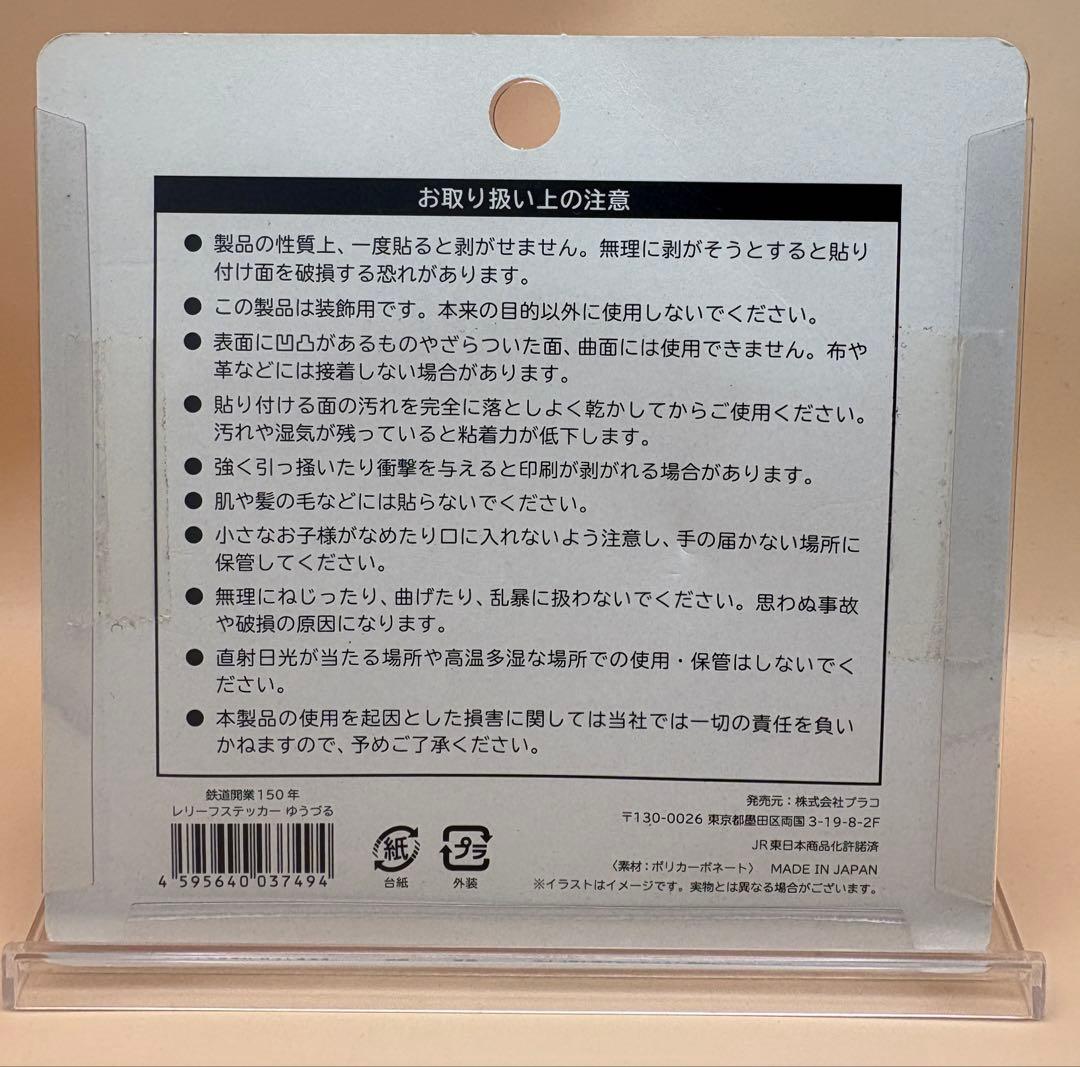 お取り扱い上の注意
● 製品の性質上、一度貼ると剥がせません。無理に剥がそうとすると貼り
付け面を破損する恐れがあります。
● この製品は装飾用です。本来の目的以外に使用しないでください。
● 表面に凹凸があるものやざらついた面、曲面には使用できません。布や
革などには接着しない場合があります。
● 貼り付ける面の汚れを完全に落としよく乾かしてからご使用ください。
汚れや湿気が残っていると粘着力が低下します。
● 強く引っ掻いたり衝撃を与えると印刷が剥がれる場合があります。
● 肌や髪の毛などには貼らないでください。
● 小さなお子様がなめたり口に入れないよう注意し、手の届かない場所に
保管してください。
● 無理にねじったり、曲げたり、乱暴に扱わないでください。思わぬ事故
や破損の原因になります。
● 直射日光が当たる場所や高温多湿な場所での使用・保管はしないでく
ださい。
● 本製品の使用を起因とした損害に関しては当社では一切の責任を負い
かねますので、予めご了承ください。
鉄道開業150年
レリーフステッカー ゆうづる
4 595640 037494
紙
台紙
プラ
外装
発売元：株式会社プラコ
〒130-0026 東京都墨田区両国 3-19-8-2F
JR東日本商品化許諾済
〈素材：ポリカーボネート〉 MADE IN JAPAN
※イラストはイメージです。実物とは異なる場合がございます。